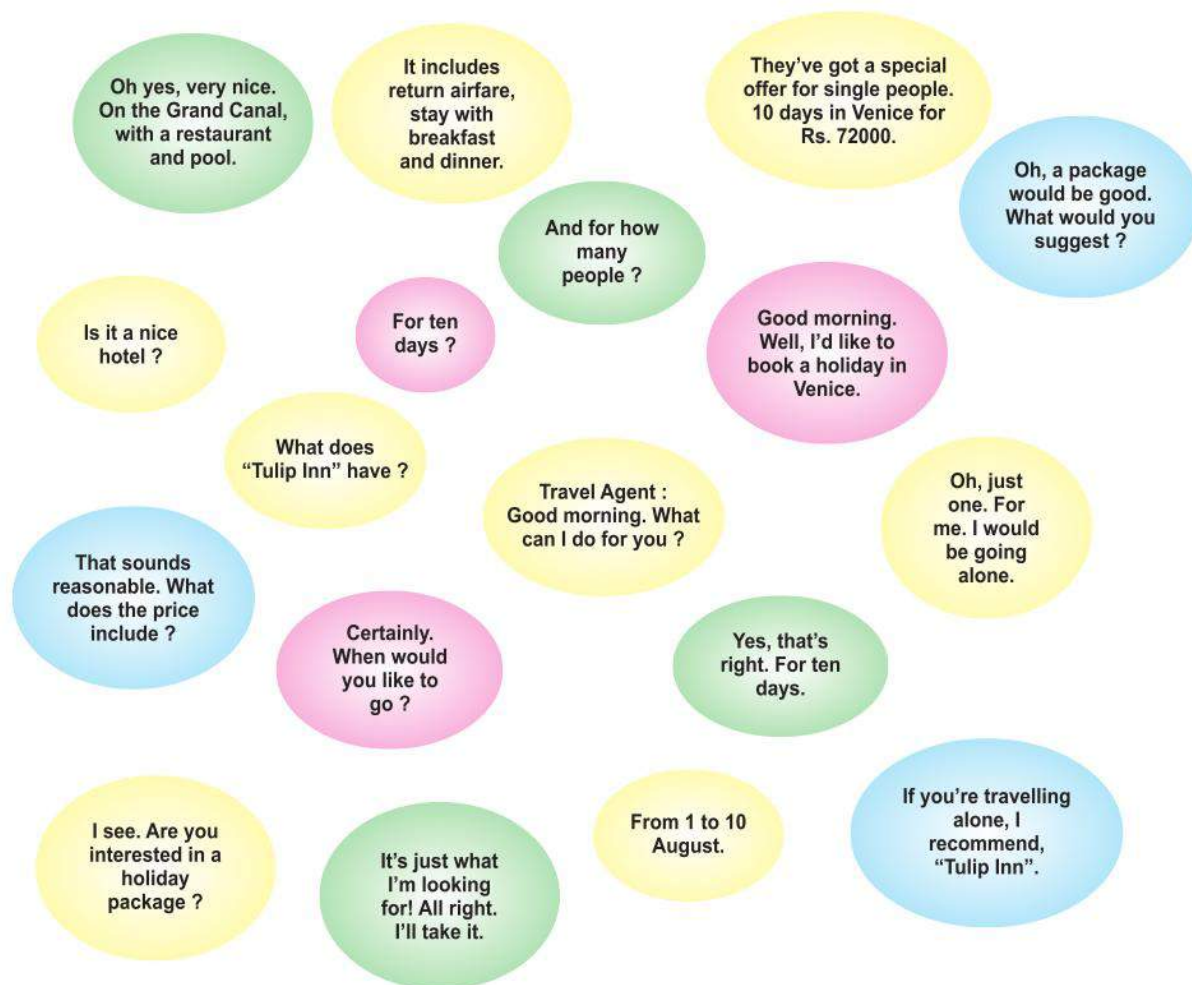 Oh yes, very nice.
On the Grand Canal,
with a restaurant
and pool.
It includes
return airfare,
stay with
breakfast
and dinner.
They've got a special
offer for single people.
10 days in Venice for
Rs. 72000.
Oh, a package
would be good.
What would you
suggest ?
And for how
many
people ?
Is it a nice
hotel ?
For ten
days ?
Good morning.
Well, I'd like to
book a holiday in
Venice.
What does
“Tulip Inn” have ?
Travel Agent :
Good morning. What
can I do for you ?
Oh, just
one. For
me. I would
be going
alone.
That sounds
reasonable. What
does the price
include ?
Certainly.
When would
you like to
go ?
Yes, that's
right. For ten
days.
I see. Are you
interested in a
holiday
package ?
It's just what
I'm looking
for! All right.
I'll take it.
From 1 to 10
August.
If you're travelling
alone, I
recommend,
“Tulip Inn”.